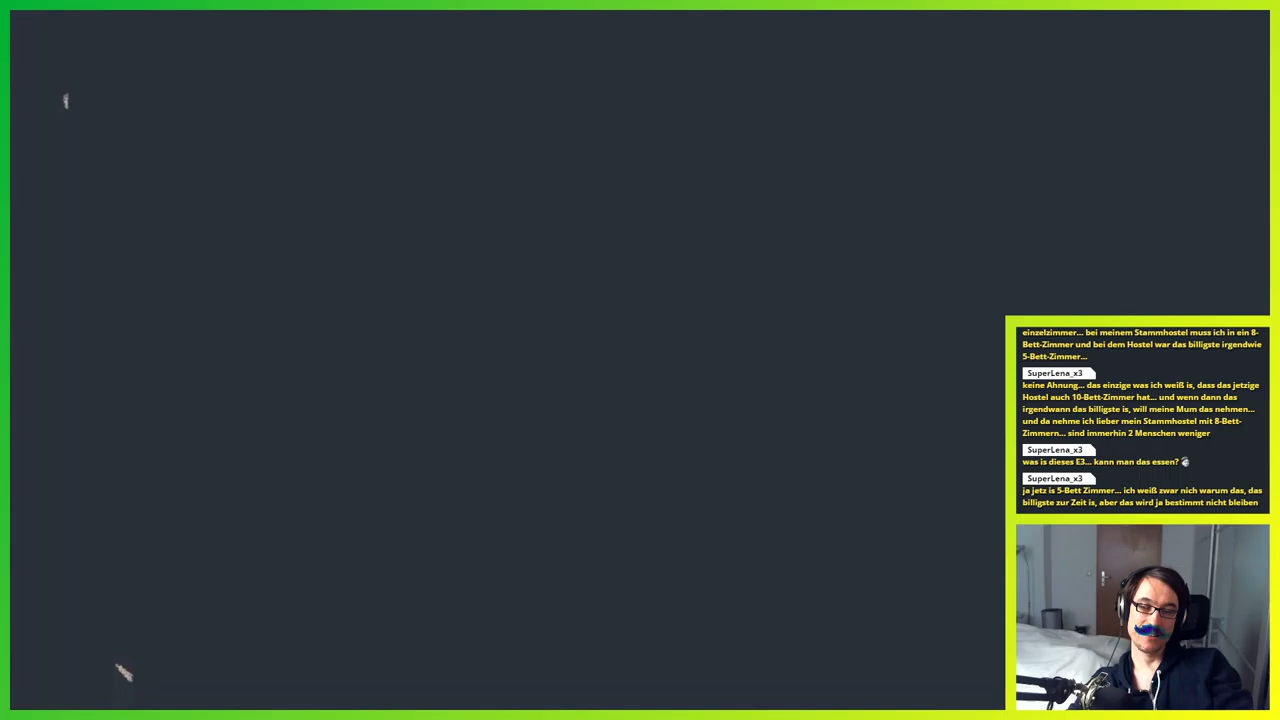 einzelzimmer... bei meinem Stammhostel muss ich in ein 8-
Bett-Zimmer und bei dem Hostel war das billigste irgendwie
5-Bett-Zimmer...
SuperLena_x3
keine Ahnung... das einzige was ich weiß is, dass das jetzige
Hostel auch 10-Bett-Zimmer hat... und wenn dann das
irgendwann das billigste is, will meine Mum das nehmen...
und da nehme ich lieber mein Stammhostel mit 8-Bett-
Zimmern... sind immerhin 2 Menschen weniger
SuperLena_x3
was is dieses E3... kann man das essen?
SuperLena_x3
ja jetz is 5-Bett Zimmer... ich weiß zwar nich warum das, das
billigste zur Zeit is, aber das wird ja bestimmt nicht bleiben